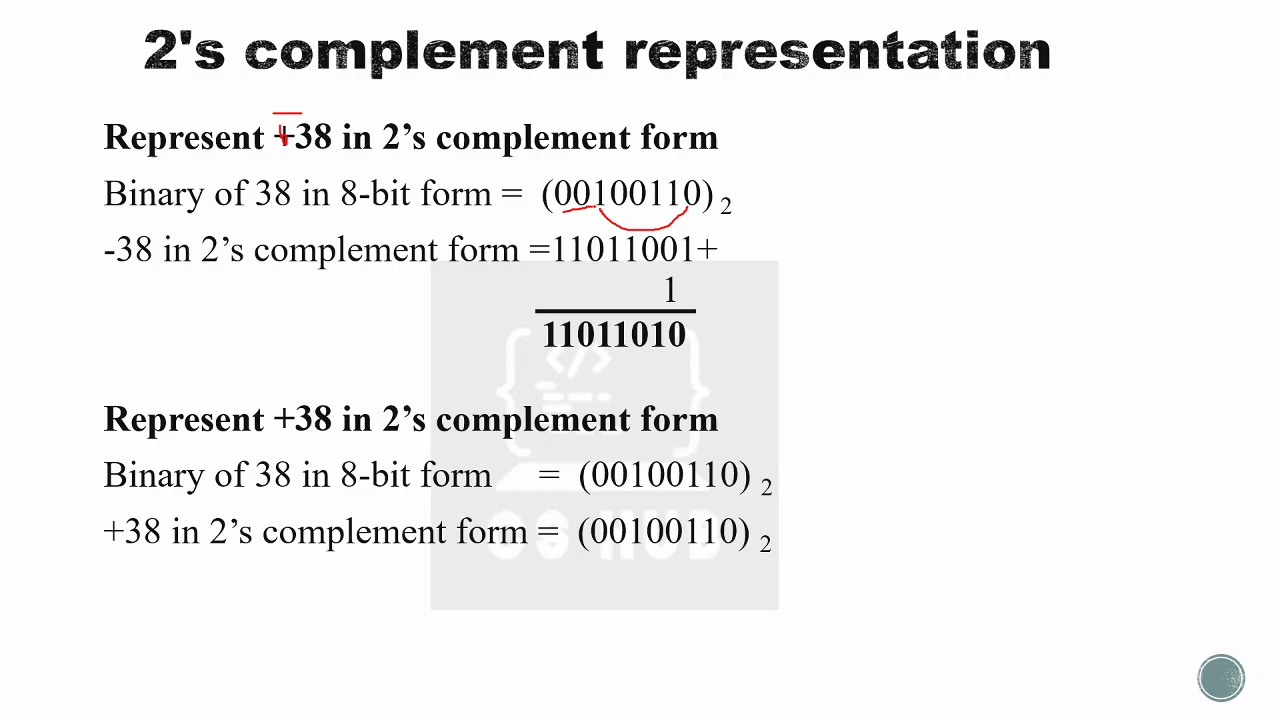 2's complement representation
Represent +38 in 2’s complement form
Binary of 38 in 8-bit form = (00100110) 2
-38 in 2’s complement form =11011001+
1
11011010
Represent +38 in 2’s complement form
Binary of 38 in 8-bit form = (00100110) 2
+38 in 2’s complement form = (00100110) 2
CS HUB